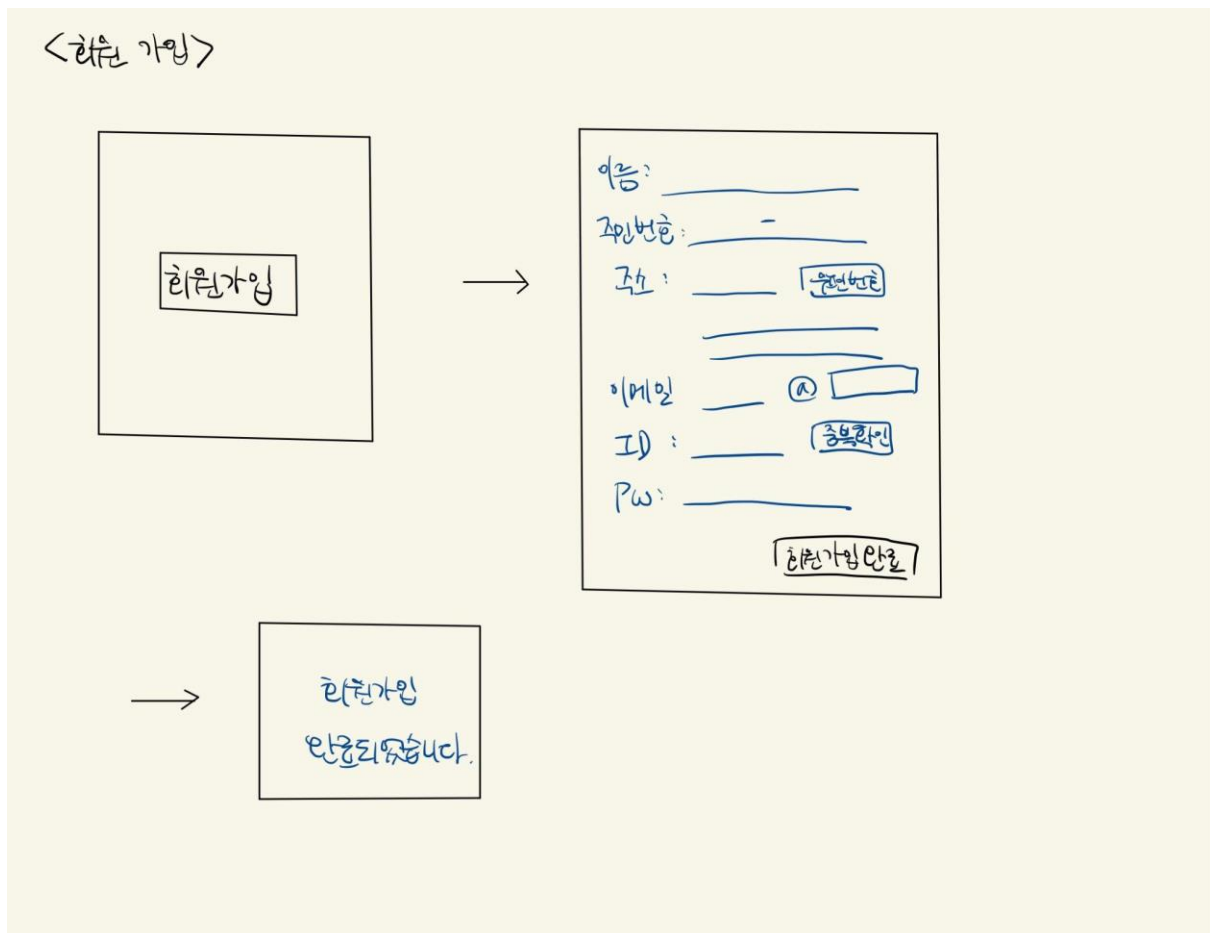 <회원 가입>
회원가입
이름:
주민번호: -
주소: 우편번호
이메일 @
ID : 중복확인
PW:
회원가입 완료
회원가입
완료되었습니다.